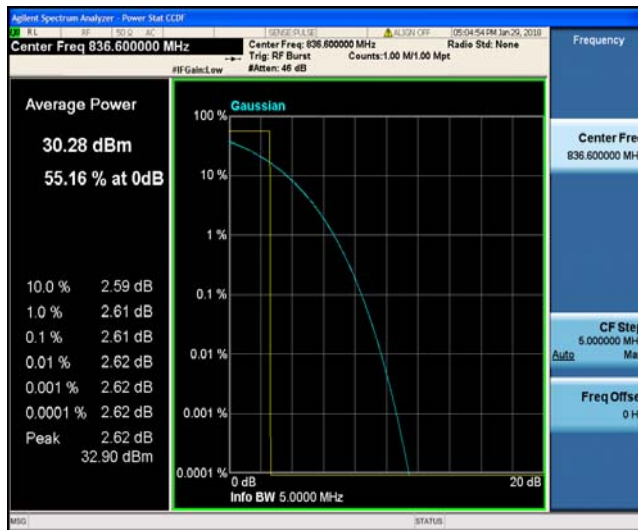 Agilent Spectrum Analyzer - Power Stat CCDF
RL RF 50 Ω AC SENSE:PULSE ALIGN OFF 05:04:54 PM Jan 29, 2018
Center Freq 836.600000 MHz
Center Freq: 836.600000 MHz Radio Std: None
Trig: RF Burst Counts:1.00 M/1.00 Mpt
#IFGain:Low #Atten: 46 dB
Frequency
Average Power
30.28 dBm
55.16 % at 0dB
10.0 % 2.59 dB
1.0 % 2.61 dB
0.1 % 2.61 dB
0.01 % 2.62 dB
0.001 % 2.62 dB
0.0001 % 2.62 dB
Peak 2.62 dB
32.90 dBm
Gaussian
100 %
10 %
1 %
0.1 %
0.01 %
0.001 %
0.0001 %
0 dB 20 dB
Info BW 5.0000 MHz
Center Fre
836.600000 MH
CF Ste
5.000000 MH
Auto Ma
Freq Offse
0 H
MSG STATUS